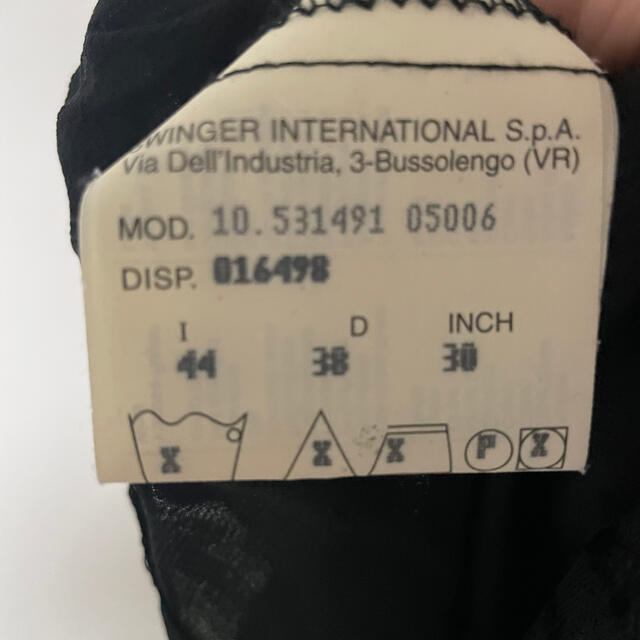 SWINGER INTERNATIONAL S.p.A.
Via Dell'Industria, 3-Bussolengo (VR)
MOD. 10.531491 05006
DISP. 016498
I D INCH
44 38 30
X X X P X